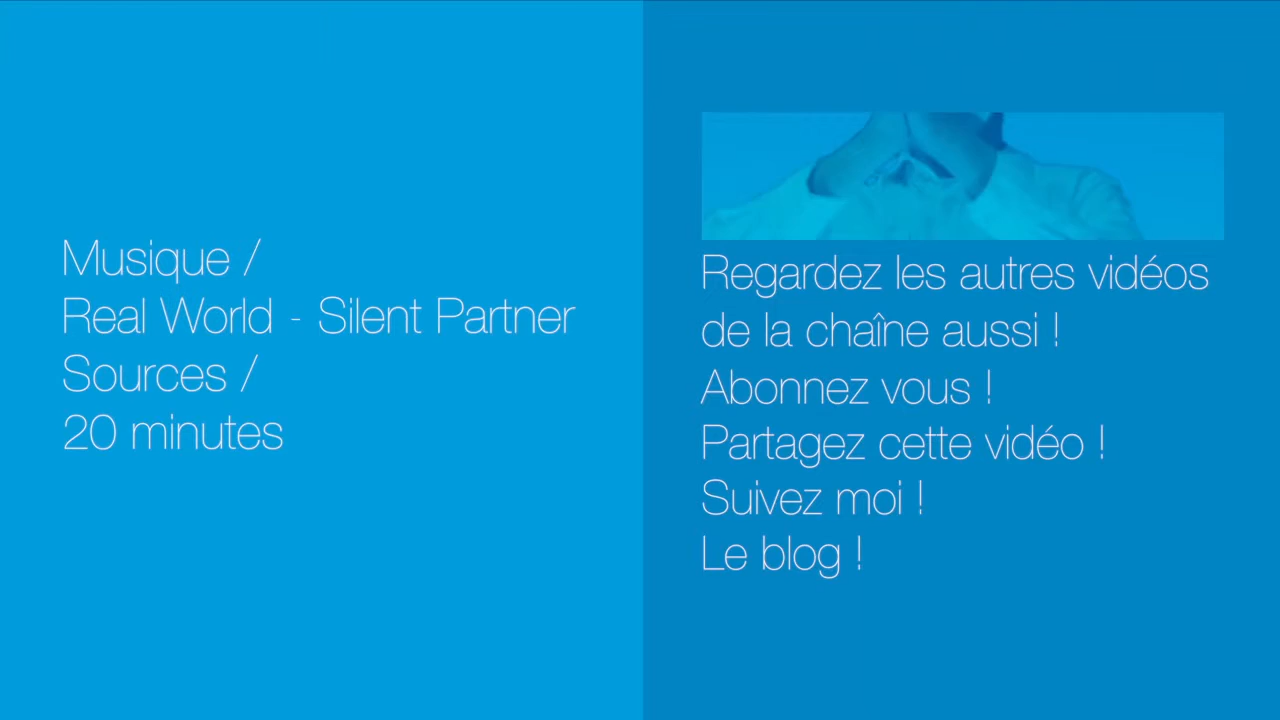 Musique /
Real World - Silent Partner
Sources /
20 minutes
Regardez les autres vidéos
de la chaîne aussi !
Abonnez vous !
Partagez cette vidéo !
Suivez moi !
Le blog !